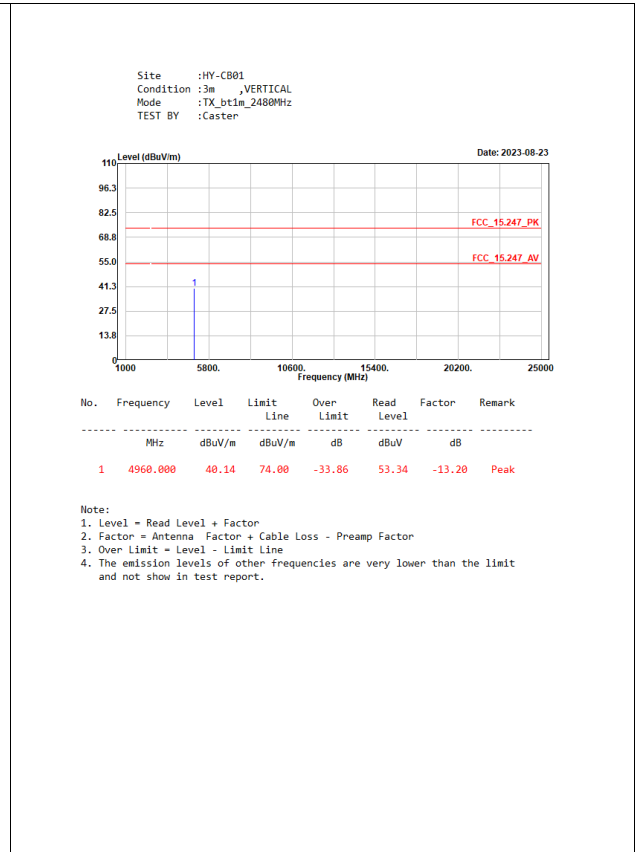 Site :HY-CB01
Condition :3m ,VERTICAL
Mode :TX_bt1m_2480MHz
TEST BY :Caster
Level (dBuV/m) Date: 2023-08-23
110
96.3
82.5
FCC_15.247_PK
68.8
55.0 FCC_15.247_AV
41.3 1
27.5
13.8
0
1000 5800. 10600. 15400. 20200. 25000
Frequency (MHz)
No. Frequency Level Limit Over Read Factor Remark
Line Limit Level
------ ----------- -------- --------- --------- --------- -------- ---------
MHz dBuV/m dBuV/m dB dBuV dB
1 4960.000 40.14 74.00 -33.86 53.34 -13.20 Peak
Note:
1. Level = Read Level + Factor
2. Factor = Antenna Factor + Cable Loss - Preamp Factor
3. Over Limit = Level - Limit Line
4. The emission levels of other frequencies are very lower than the limit
and not show in test report.